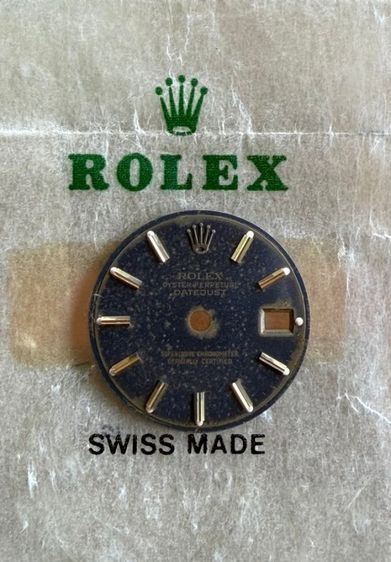 ROLEX
ROLEX
OYSTER PERPETUAL
DATEJUST
SUPERLATIVE CHRONOMETER
OFFICIALLY CERTIFIED
SWISS MADE